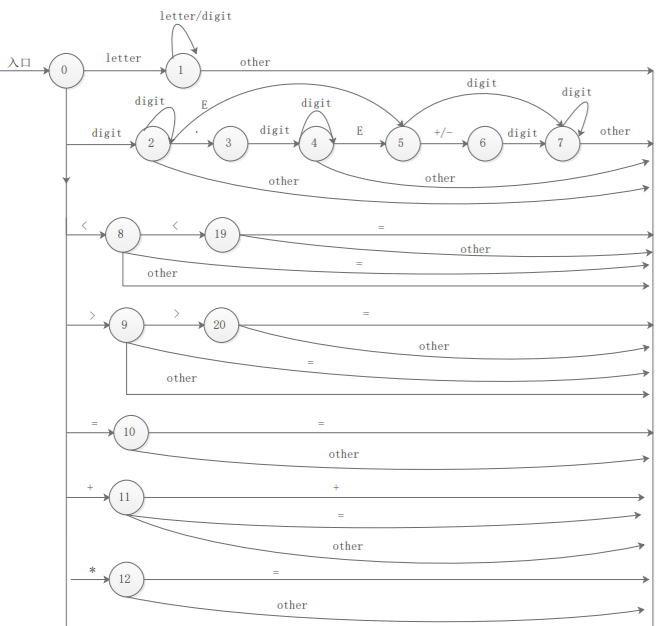 letter/digit
入口 0 letter 1 other
digit
digit
digit E digit
digit 2 . 3 digit 4 E 5 +/- 6 digit 7 other
other other
< 8 < 19 =
other
=
other
> 9 > 20 =
other
=
other
= 10 =
other
+ 11 +
=
other
* 12 =
other